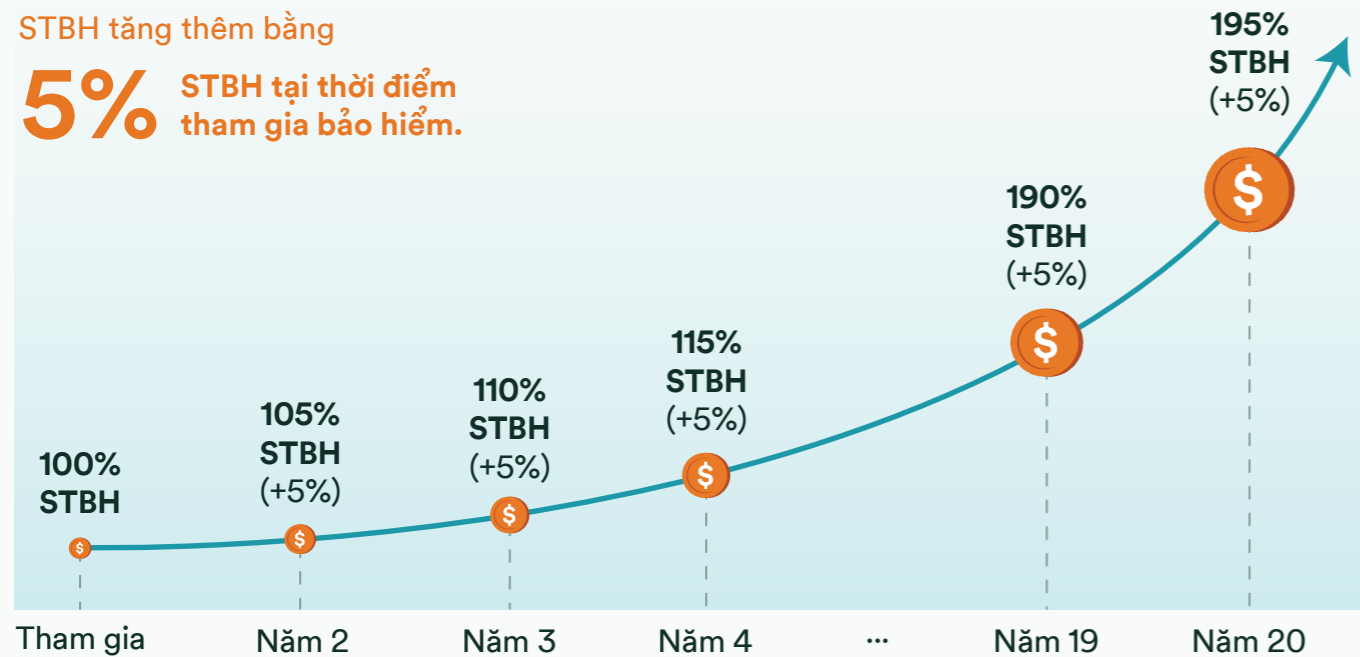 STBH tăng thêm bằng
5%
STBH tại thời điểm
tham gia bảo hiểm.
100%
STBH
105%
STBH
(+5%)
110%
STBH
(+5%)
115%
STBH
(+5%)
190%
STBH
(+5%)
195%
STBH
(+5%)
$
$
$
$
$
$
Tham gia
Năm 2
Năm 3
Năm 4
...
Năm 19
Năm 20